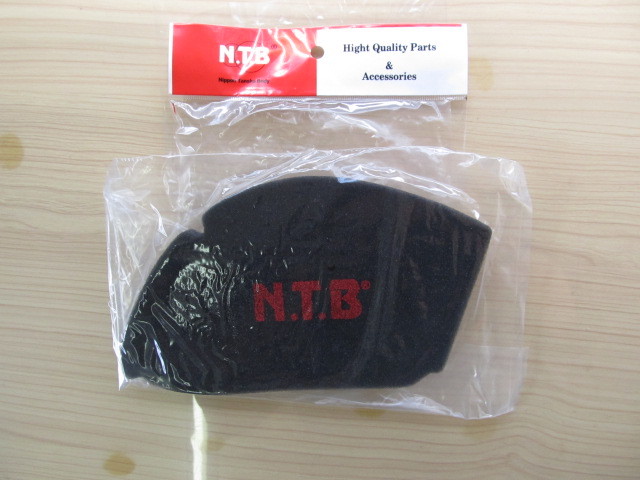 N.T.B
Hight Quality Parts
&
Accessories
N.T.B®